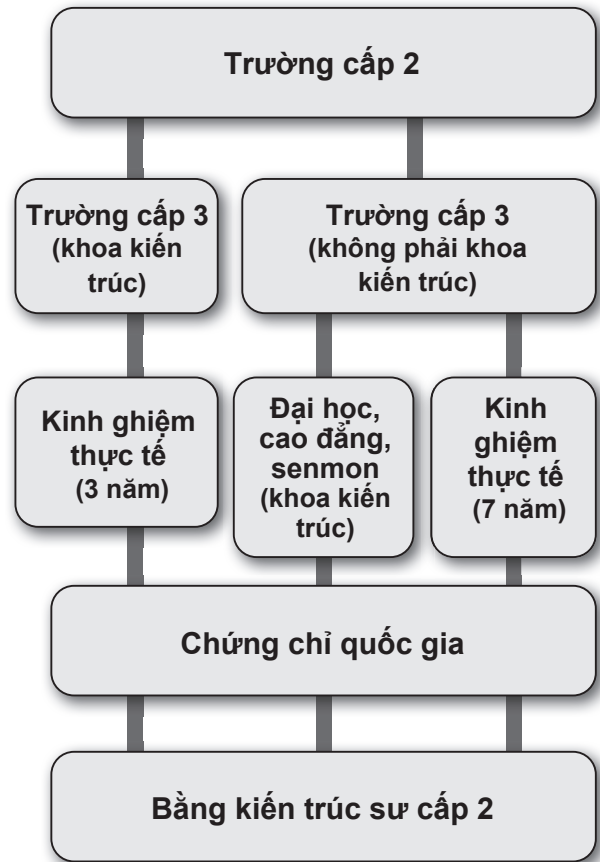 Trường cấp 2
Trường cấp 3
(khoa kiến
trúc)
Trường cấp 3
(không phải khoa
kiến trúc)
Kinh ghiệm
thực tế
(3 năm)
Đại học,
cao đẳng,
senmon
(khoa kiến
trúc)
Kinh
ghiệm
thực tế
(7 năm)
Chứng chỉ quốc gia
Bằng kiến trúc sư cấp 2